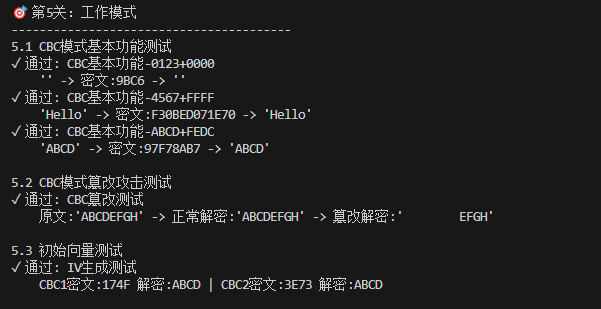 🎯 第5关：工作模式
----------------------------------------
5.1 CBC模式基本功能测试
✓ 通过: CBC基本功能-0123+0000
'' -> 密文:9BC6 -> ''
✓ 通过: CBC基本功能-4567+FFFF
'Hello' -> 密文:F30BED071E70 -> 'Hello'
✓ 通过: CBC基本功能-ABCD+FEDC
'ABCD' -> 密文:97F78AB7 -> 'ABCD'
5.2 CBC模式篡改攻击测试
✓ 通过: CBC篡改测试
原文:'ABCDEFGH' -> 正常解密:'ABCDEFGH' -> 篡改解密:'        EFGH'
5.3 初始向量测试
✓ 通过: IV生成测试
CBC1密文:174F 解密:ABCD | CBC2密文:3E73 解密:ABCD